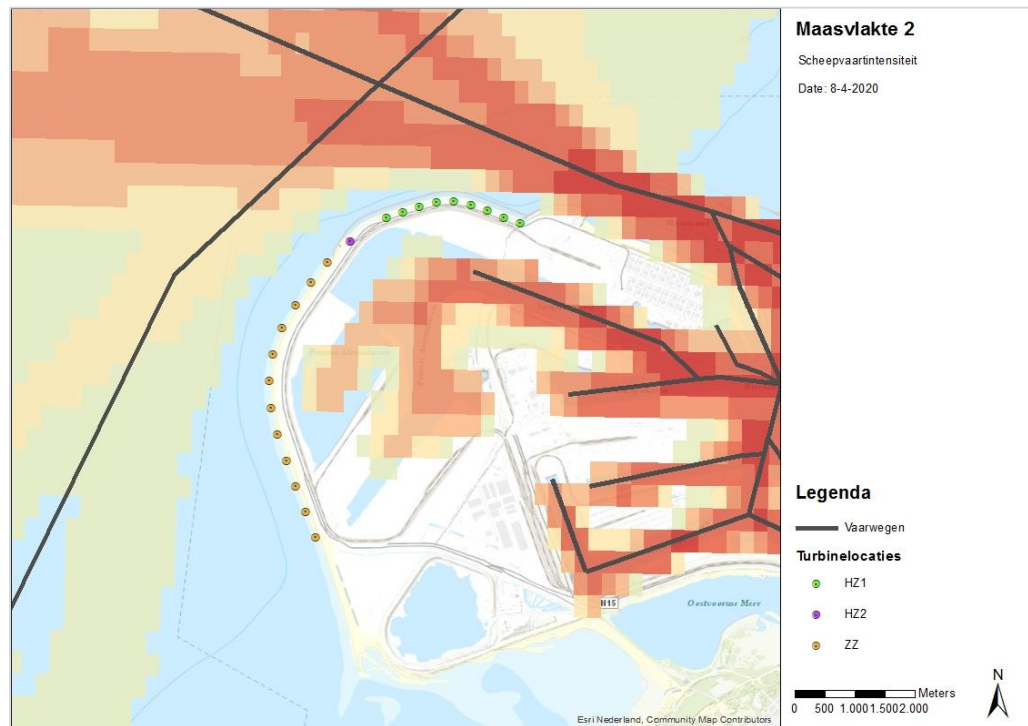 Maasvlakte 2
Scheepvaartintensiteit
Date: 8-4-2020
N15
Oostvoornse Meer
Legenda
Vaarwegen
Turbinelocaties
HZ1
HZ2
ZZ
N
Meters
0 500 1.000 1.500 2.000
Esri Nederland, Community Map Contributors